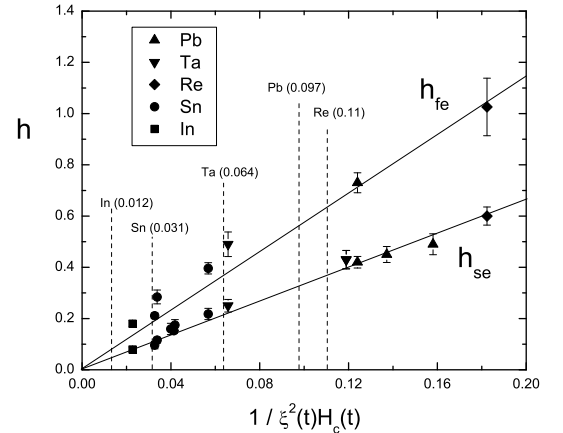 1.4
1.2
1.0
0.8
0.6
0.4
0.2
0.0
h
Pb
Ta
Re
Sn
In
Pb (0.097)
Re (0.11)
Ta (0.064)
In (0.012)
Sn (0.031)
h_fe
h_se
0.00 0.04 0.08 0.12 0.16 0.20
1 / ξ²(t)H_c(t)